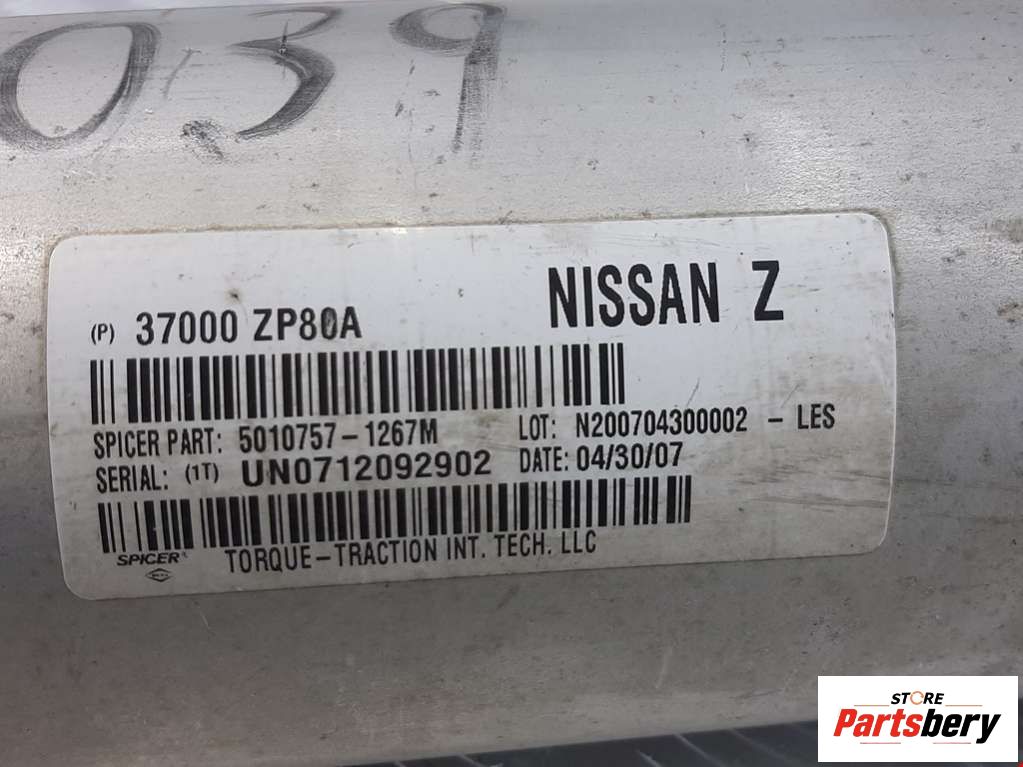 039
(P) 37000 ZP80A NISSAN Z
SPICER PART: 5010757-1267M LOT: N200704300002 - LES
SERIAL: (1T) UN0712092902 DATE: 04/30/07
SPICER TORQUE-TRACTION INT. TECH. LLC
STORE
Partsbery